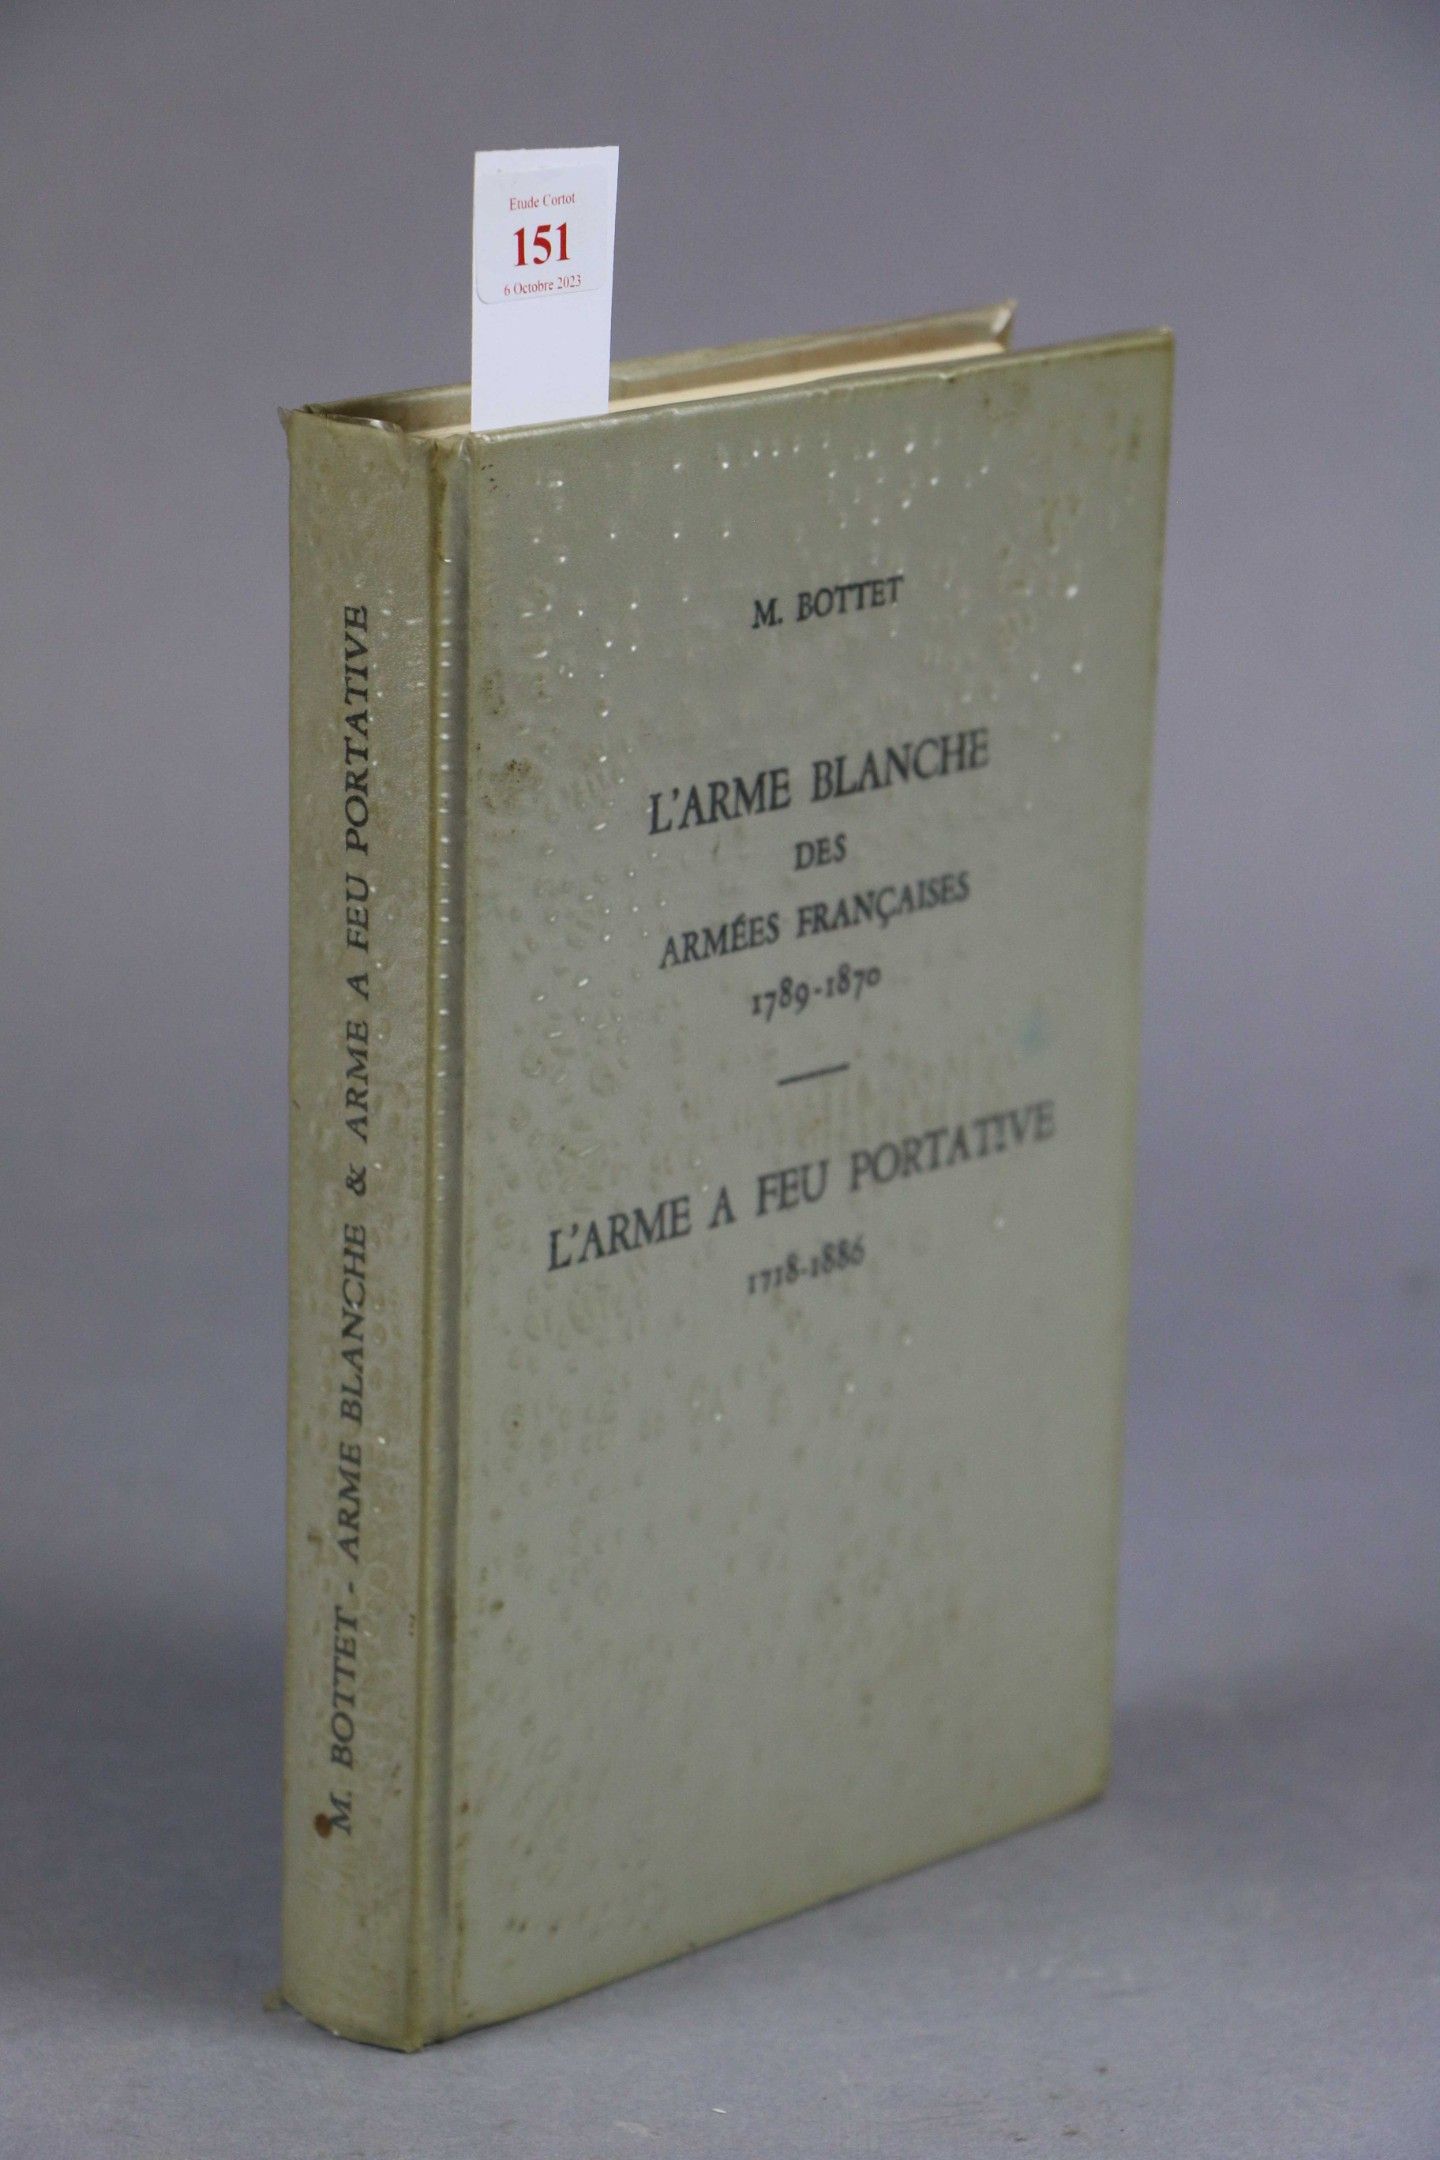 Etude Cortot
151
6 Octobre 2023
M. BOTTET - ARME BLANCHE & ARME A FEU PORTATIVE
M. BOTTET
L'ARME BLANCHE
DES
ARMÉES FRANÇAISES
1789-1870
L'ARME A FEU PORTATIVE
1718-1886